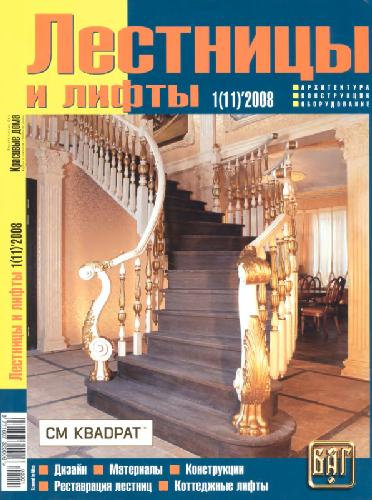 Лестницы
и лифты 1(11)'2008
АРХИТЕКТУРА
КОНСТРУКЦИИ
ОБОРУДОВАНИЕ
Красивые дома
Лестницы и лифты 1(11)'2008
СМ КВАДРАТ
Дизайн Материалы Конструкции
Реставрация лестниц Коттеджные лифты
ВАГ